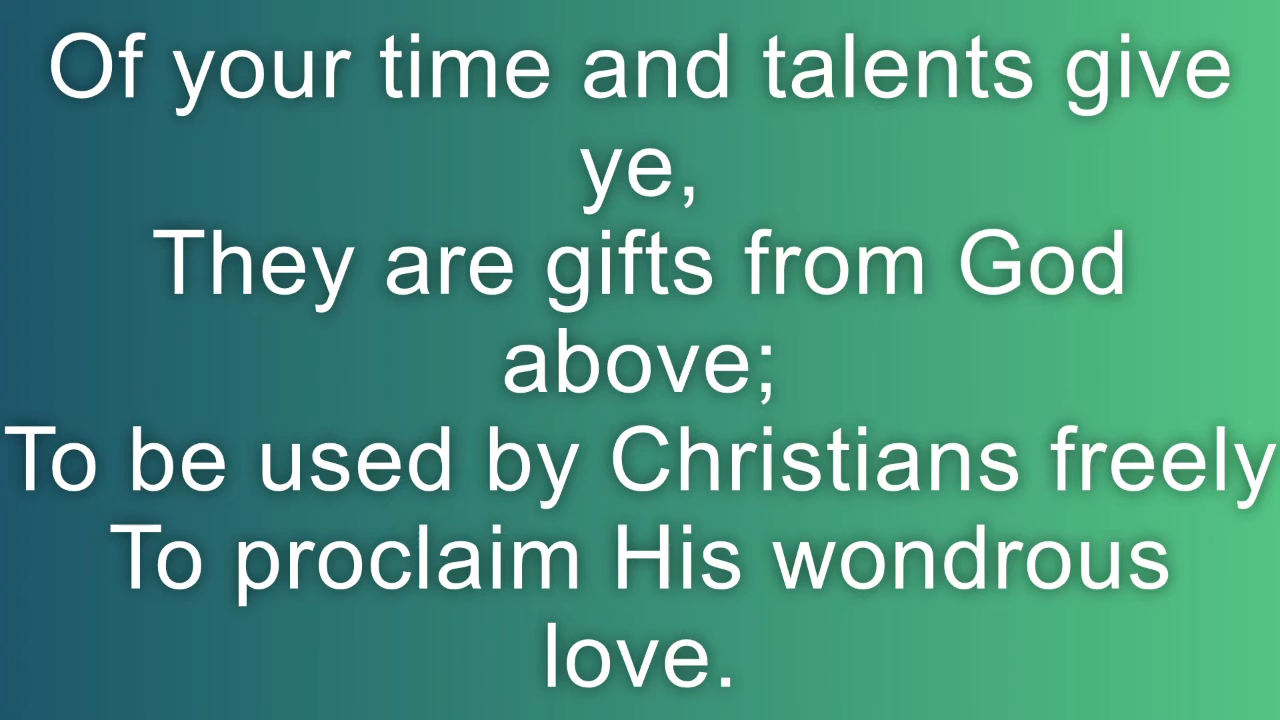 Of your time and talents give
ye,
They are gifts from God
above;
To be used by Christians freely
To proclaim His wondrous
love.